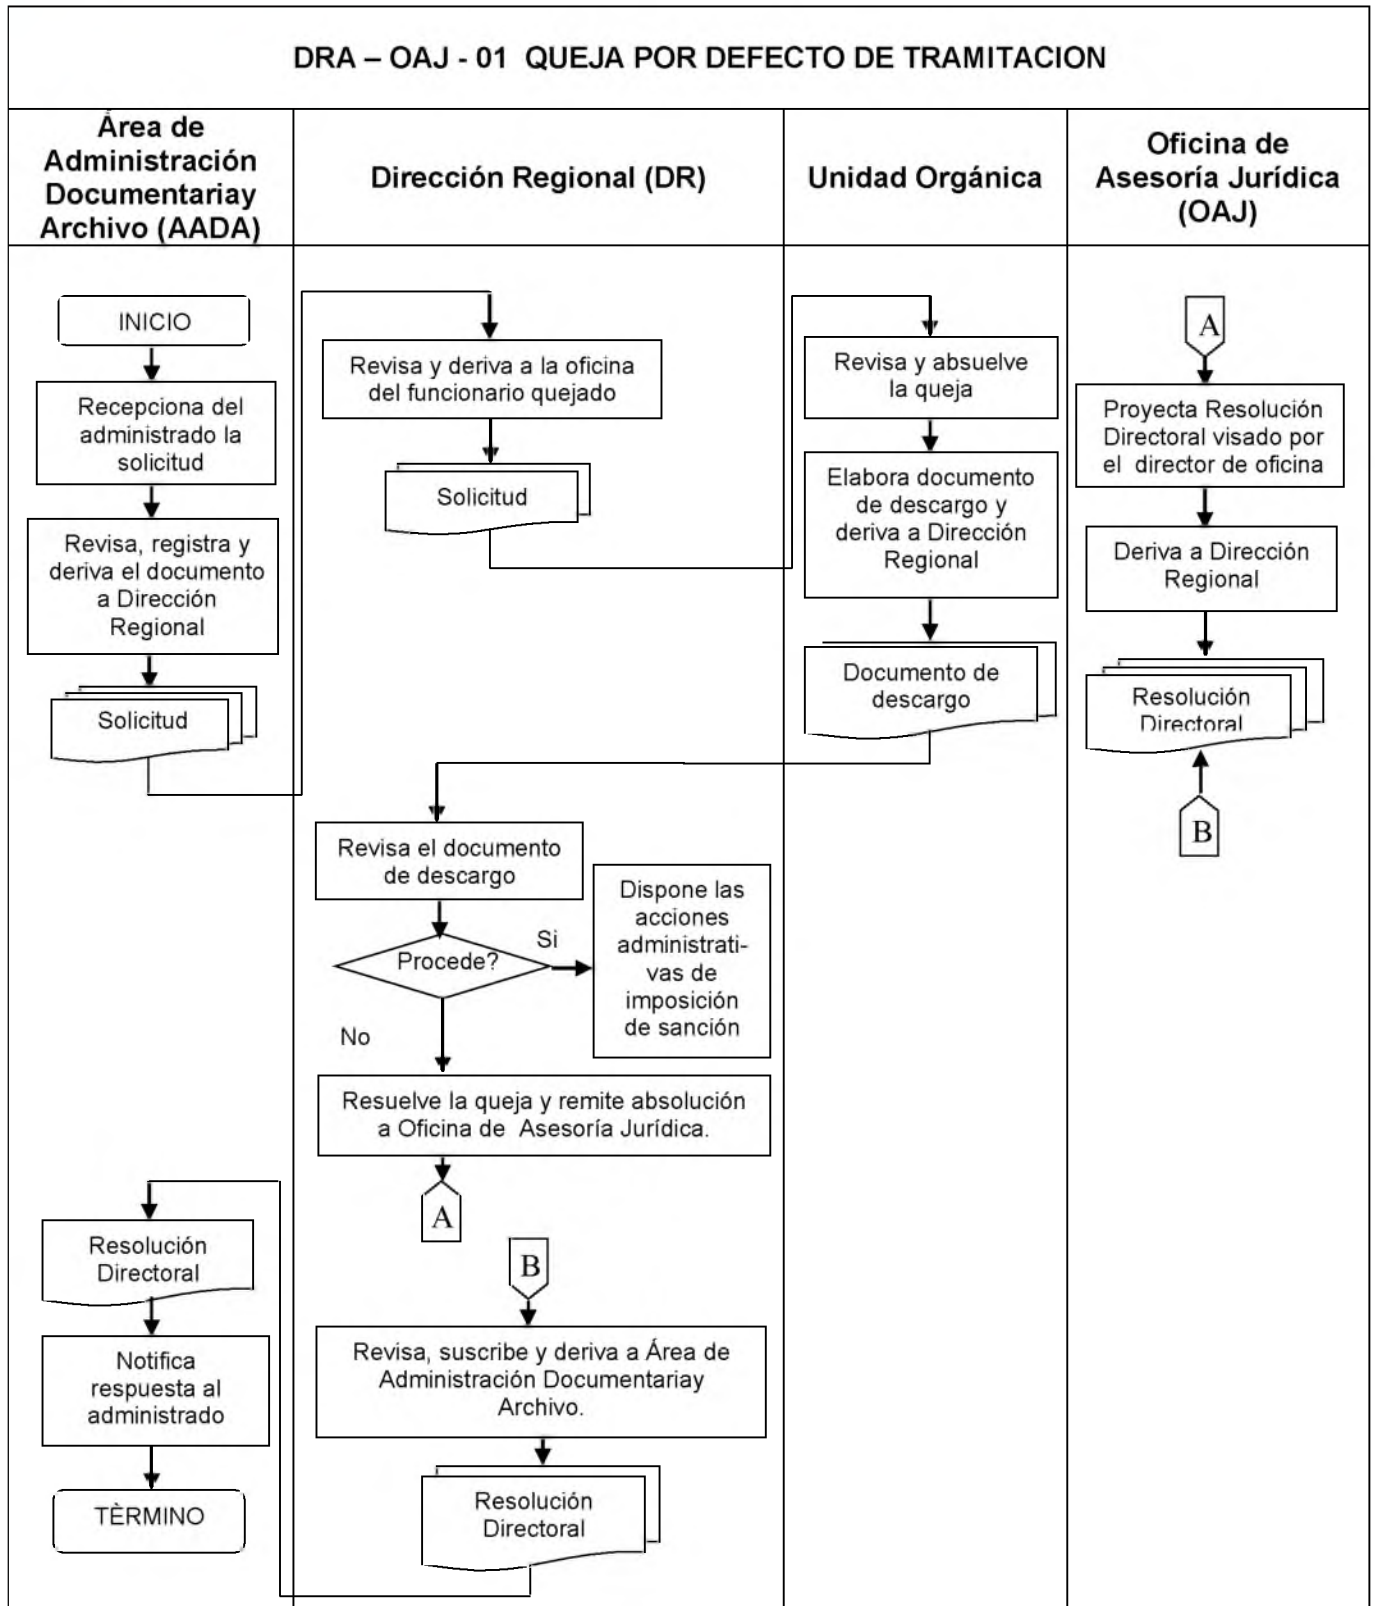 DRA – OAJ - 01 QUEJA POR DEFECTO DE TRAMITACION
Área de
Administración
Documentariay
Archivo (AADA)
Dirección Regional (DR)
Unidad Orgánica
Oficina de
Asesoría Jurídica
(OAJ)
INICIO
Recepciona del
administrado la
solicitud
Revisa, registra y
deriva el documento
a Dirección
Regional
Solicitud
Revisa y deriva a la oficina
del funcionario quejado
Solicitud
Revisa y absuelve
la queja
Elabora documento
de descargo y
deriva a Dirección
Regional
Documento de
descargo
Revisa el documento
de descargo
Procede?
Si
Dispone las
acciones
administrati-
vas de
imposición
de sanción
No
Resuelve la queja y remite absolución
a Oficina de Asesoría Jurídica.
A
A
Proyecta Resolución
Directoral visado por
el director de oficina
Deriva a Dirección
Regional
Resolución
Directoral
B
B
Revisa, suscribe y deriva a Área de
Administración Documentariay
Archivo.
Resolución
Directoral
Resolución
Directoral
Notifica
respuesta al
administrado
TÈRMINO